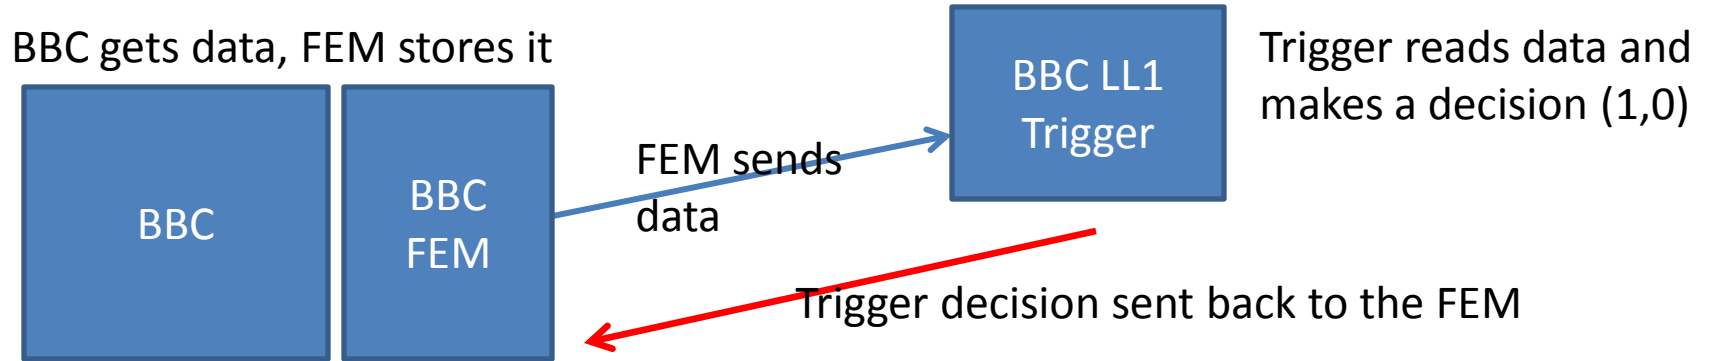 BBC gets data, FEM stores it
BBC
BBC
FEM
FEM sends
data
BBC LL1
Trigger
Trigger reads data and
makes a decision (1,0)
Trigger decision sent back to the FEM